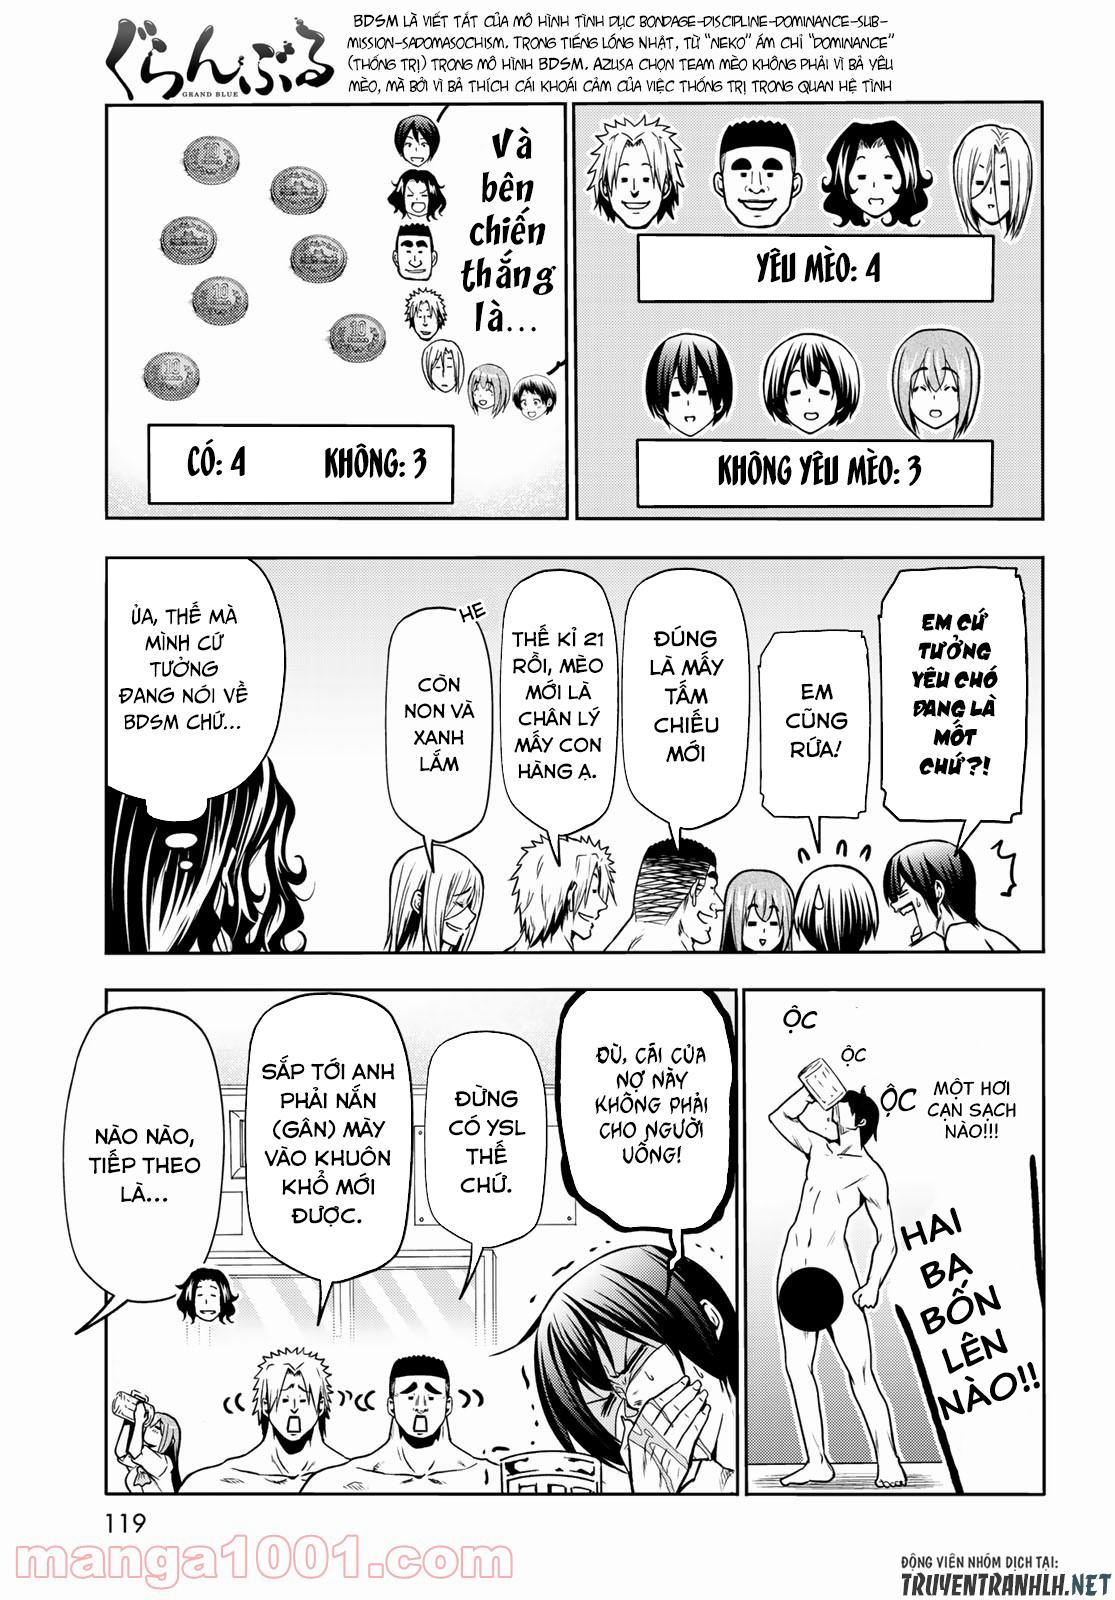 ぐらんぶる
GRAND BLUE
BDSM LÀ VIẾT TẮT CỦA MÔ HÌNH TÌNH DỤC BONDAGE-DISCIPLINE-DOMINANCE-SUB-
MISSION-SADOMASOCHISM. TRONG TIẾNG LÓNG NHẬT, TỪ "NEKO" ÁM CHỈ "DOMINANCE"
(THỐNG TRỊ) TRONG MÔ HÌNH BDSM. AZUSA CHỌN TEAM MÈO KHÔNG PHẢI VÌ BẢ YÊU
MÈO, MÀ BỞI VÌ BẢ THÍCH CÁI KHOÁI CẢM CỦA VIỆC THỐNG TRỊ TRONG QUAN HỆ TÌNH
Và
bên
chiến
thắng
là...
CÓ: 4 KHÔNG: 3
YÊU MÈO: 4
KHÔNG YÊU MÈO: 3
EM CỨ
TƯỞNG
YÊU CHÓ
ĐANG LÀ
MỐT
CHỨ?!
EM
CŨNG
RỨA!
ĐÚNG
LÀ MẤY
TẤM
CHIẾU
MỚI
THẾ KỈ 21
RỒI, MÈO
MỚI LÀ
CHÂN LÝ
MẤY CON
HÀNG Ạ.
HE
CÒN
NON VÀ
XANH
LẮM
ỦA, THẾ MÀ
MÌNH CỨ
TƯỞNG
ĐANG NÓI VỀ
BDSM CHỨ...
ỘC
ỘC
ỘC
MỘT HƠI
CẠN SẠCH
NÀO!!!
HAI
BA
BỐN
LÊN
NÀO!!
ĐÙ, CÁI CỦA
NỢ NÀY
KHÔNG PHẢI
CHO NGƯỜI
UỐNG!
ĐỪNG
CÓ YSL
THẾ
CHỨ.
SẮP TỚI ANH
PHẢI NẮN
(GÂN) MÀY
VÀO KHUÔN
KHỔ MỚI
ĐƯỢC.
NÀO NÀO,
TIẾP THEO
LÀ...
119
manga1001.com
ĐỘNG VIÊN NHÓM DỊCH TẠI:
TRUYENTRANHLH.NET